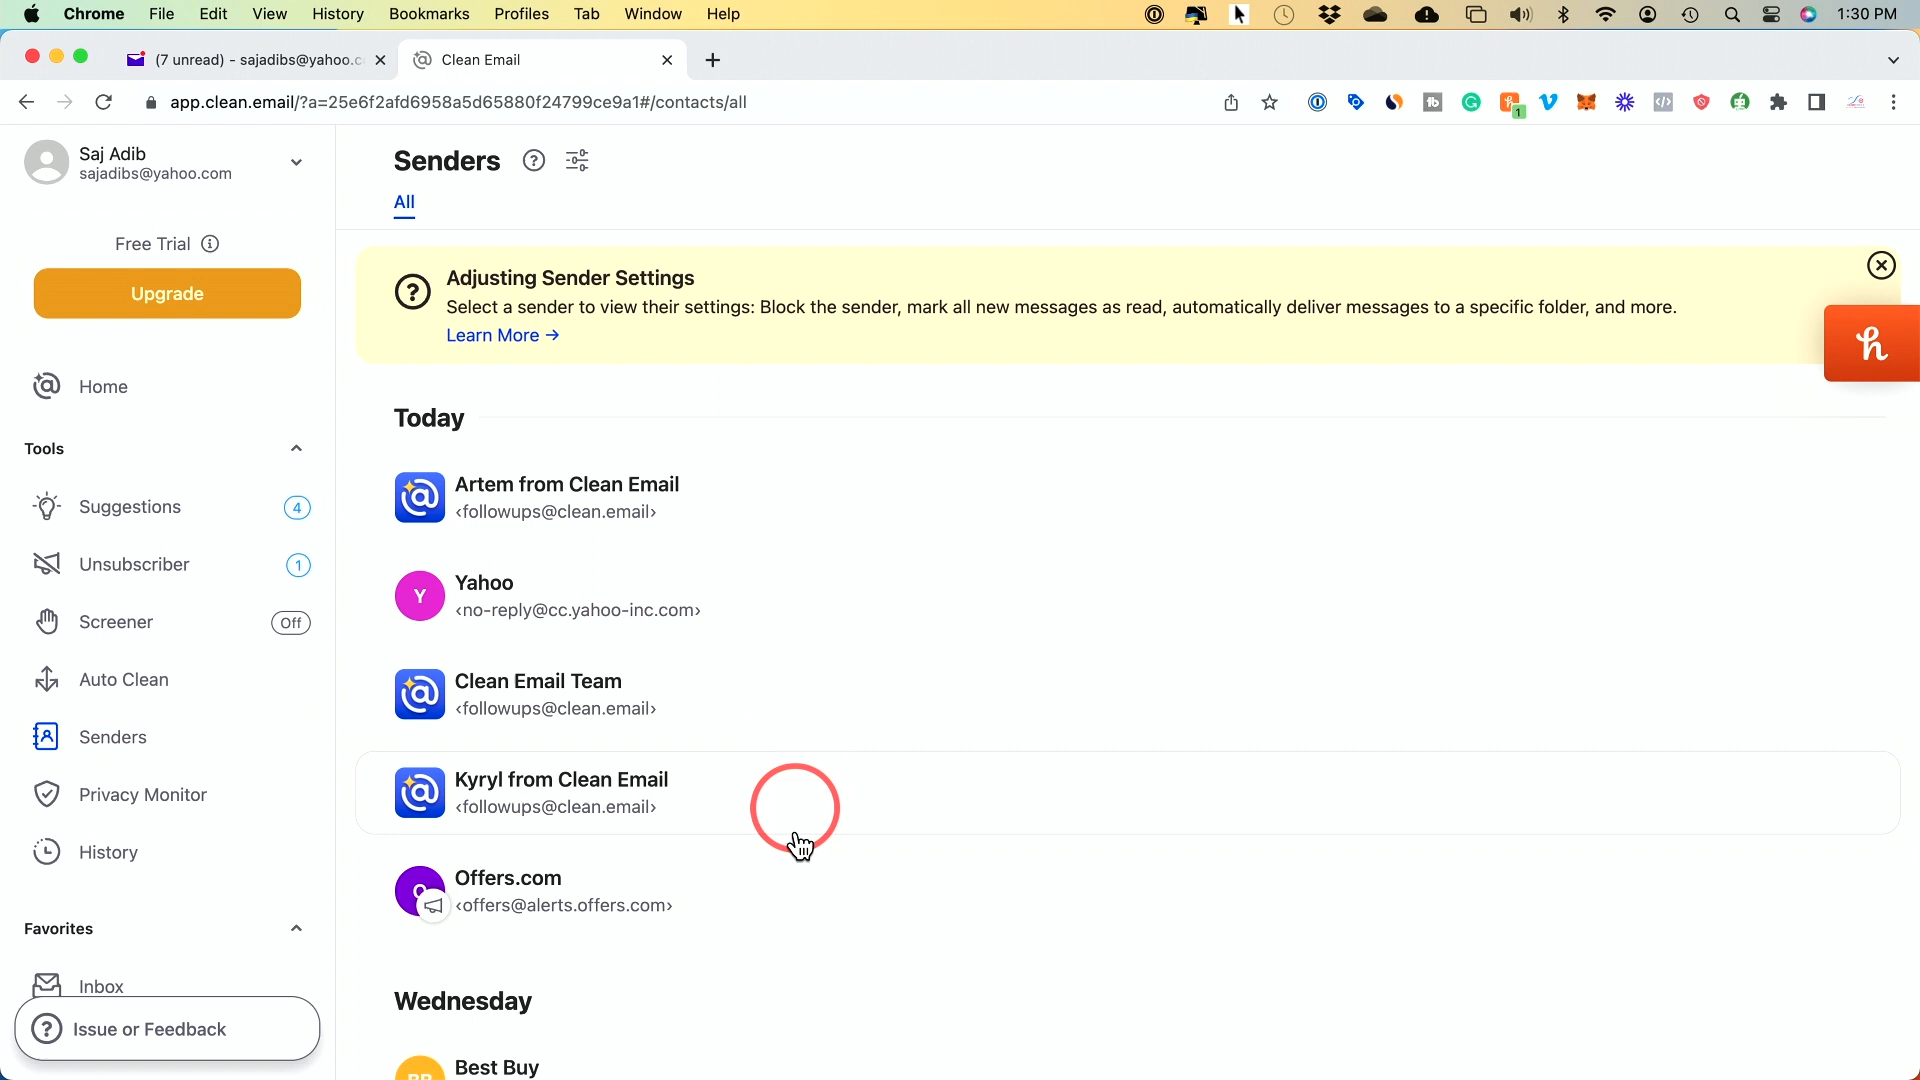 Chrome File Edit View History Bookmarks Profiles Tab Window Help 1:30 PM
(7 unread) - sajadibs@yahoo.c
Clean Email
app.clean.email/?a=25e6f2afd6958a5d65880f24799ce9a1#/contacts/all
1
Saj Adib
sajadibs@yahoo.com
Free Trial
Upgrade
Home
Tools
Suggestions 4
Unsubscriber 1
Screener Off
Auto Clean
Senders
Privacy Monitor
History
Favorites
Inbox
Issue or Feedback
Senders
All
Adjusting Sender Settings
Select a sender to view their settings: Block the sender, mark all new messages as read, automatically deliver messages to a specific folder, and more.
Learn More →
Today
Artem from Clean Email
<followups@clean.email>
Y
Yahoo
<no-reply@cc.yahoo-inc.com>
Clean Email Team
<followups@clean.email>
Kyryl from Clean Email
<followups@clean.email>
O
Offers.com
<offers@alerts.offers.com>
Wednesday
BB
Best Buy